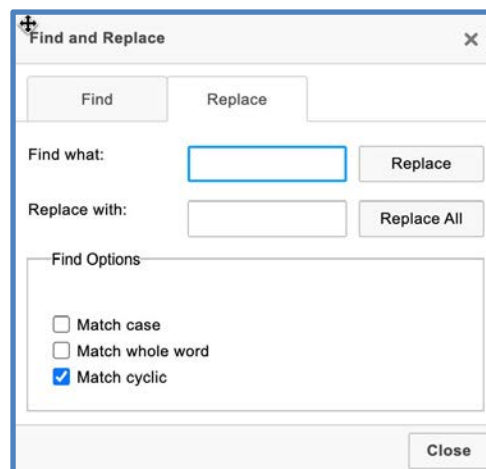 Find and Replace
Find Replace
Find what: Replace
Replace with: Replace All
Find Options
Match case
Match whole word
Match cyclic
Close